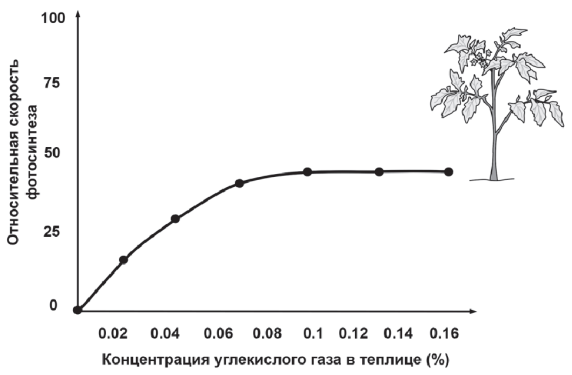 100
75
50
25
0
Относительная скорость
фотосинтеза
0.02 0.04 0.06 0.08 0.1 0.12 0.14 0.16
Концентрация углекислого газа в теплице (%)